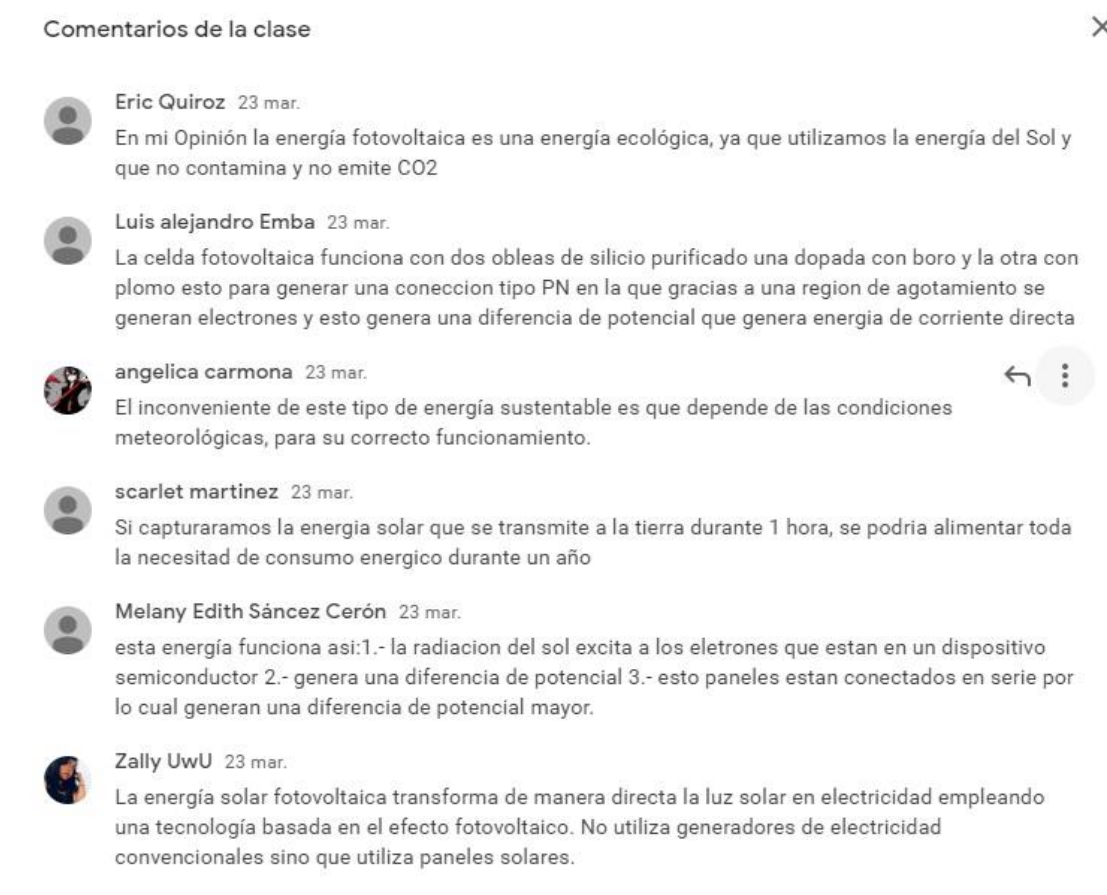 Comentarios de la clase
Eric Quiroz 23 mar.
En mi Opinión la energía fotovoltaica es una energía ecológica, ya que utilizamos la energía del Sol y
que no contamina y no emite CO2
Luis alejandro Emba 23 mar.
La celda fotovoltaica funciona con dos obleas de silicio purificado una dopada con boro y la otra con
plomo esto para generar una coneccion tipo PN en la que gracias a una region de agotamiento se
generan electrones y esto genera una diferencia de potencial que genera energia de corriente directa
angelica carmona 23 mar.
El inconveniente de este tipo de energía sustentable es que depende de las condiciones
meteorológicas, para su correcto funcionamiento.
scarlet martinez 23 mar.
Si capturaramos la energia solar que se transmite a la tierra durante 1 hora, se podria alimentar toda
la necesitad de consumo energico durante un año
Melany Edith Sáncez Cerón 23 mar.
esta energía funciona asi:1.- la radiacion del sol excita a los eletrones que estan en un dispositivo
semiconductor 2.- genera una diferencia de potencial 3.- esto paneles estan conectados en serie por
lo cual generan una diferencia de potencial mayor.
Zally UwU 23 mar.
La energía solar fotovoltaica transforma de manera directa la luz solar en electricidad empleando
una tecnología basada en el efecto fotovoltaico. No utiliza generadores de electricidad
convencionales sino que utiliza paneles solares.